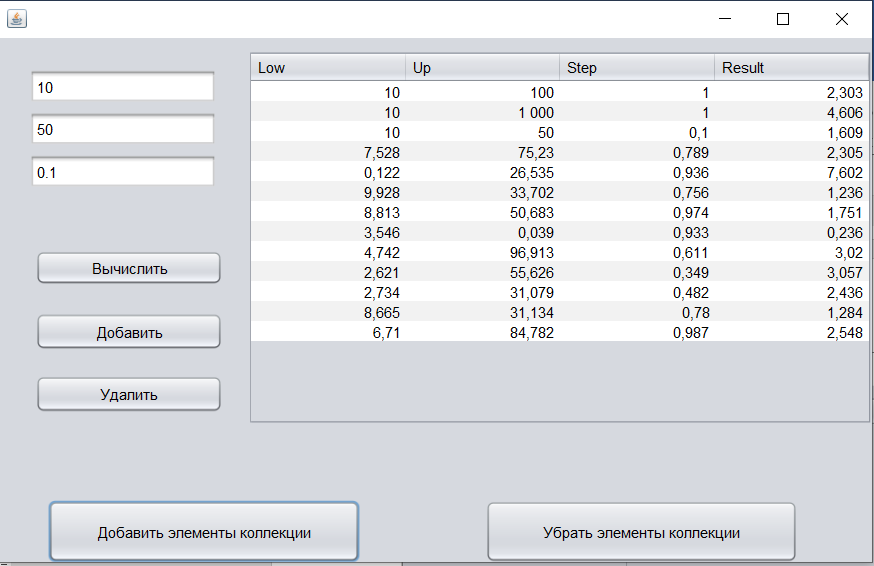 10
50
0.1
Вычислить
Добавить
Удалить
Low Up Step Result
10 100 1 2,303
10 1 000 1 4,606
10 50 0,1 1,609
7,528 75,23 0,789 2,305
0,122 26,535 0,936 7,602
9,928 33,702 0,756 1,236
8,813 50,683 0,974 1,751
3,546 0,039 0,933 0,236
4,742 96,913 0,611 3,02
2,621 55,626 0,349 3,057
2,734 31,079 0,482 2,436
8,665 31,134 0,78 1,284
6,71 84,782 0,987 2,548
Добавить элементы коллекции
Убрать элементы коллекции